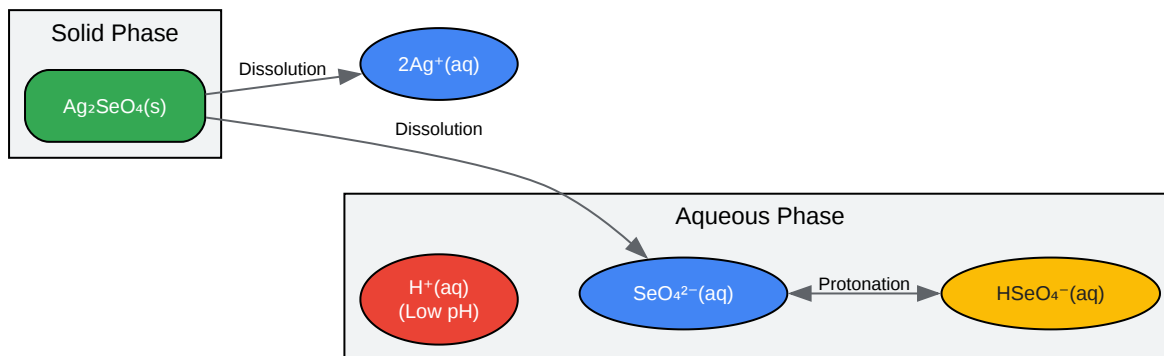 Solid Phase
Ag₂SeO₄(s)
Dissolution
2Ag⁺(aq)
Dissolution
Aqueous Phase
H⁺(aq)
(Low pH)
SeO₄²⁻(aq)
Protonation
HSeO₄⁻(aq)